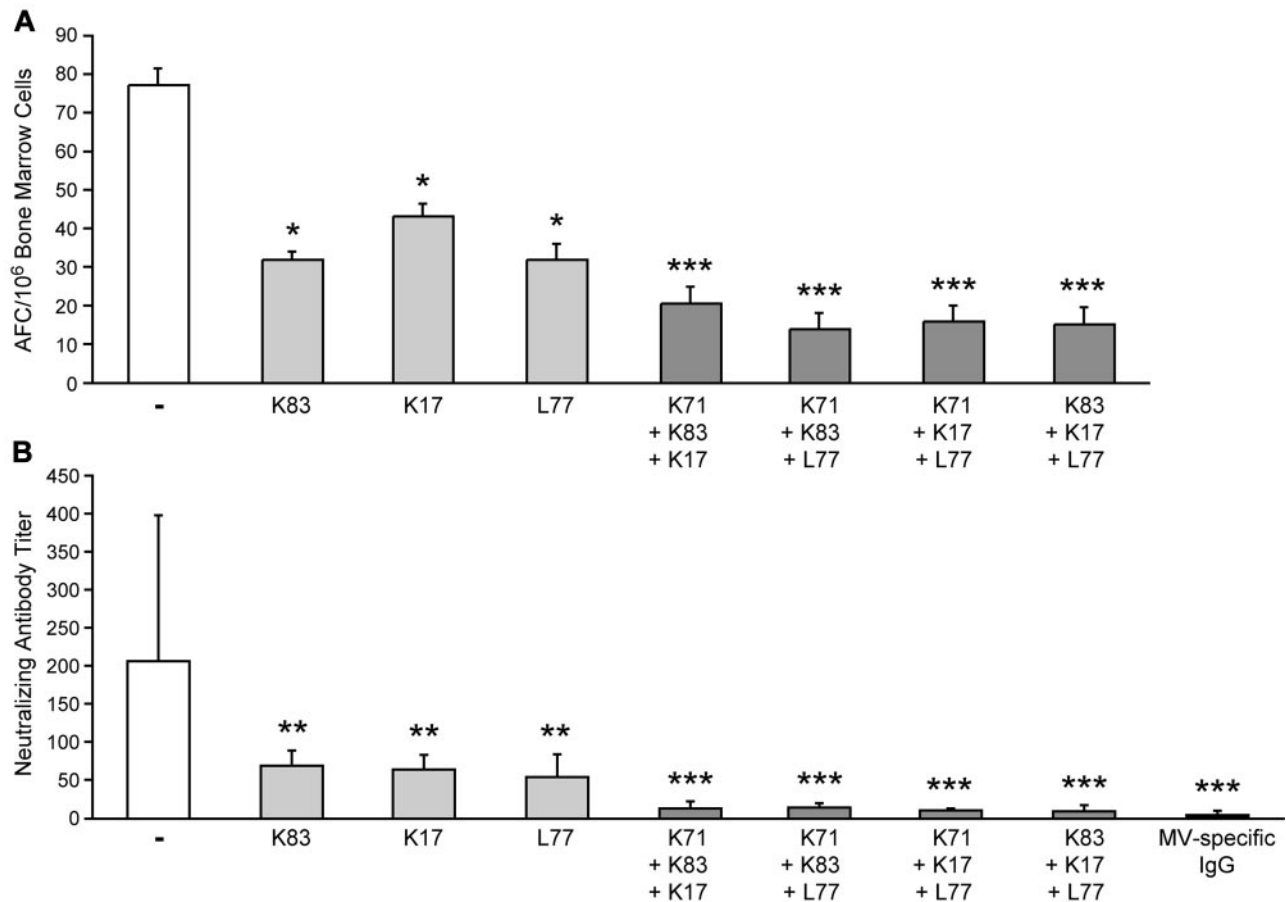 A
AFC/10⁶ Bone Marrow Cells
90
80
70
60
50
40
30
20
10
0
*
*
*
***
***
***
***
-
K83
K17
L77
K71
+ K83
+ K17
K71
+ K83
+ L77
K71
+ K17
+ L77
K83
+ K17
+ L77
B
Neutralizing Antibody Titer
450
400
350
300
250
200
150
100
50
0
**
**
**
***
***
***
***
***
-
K83
K17
L77
K71
+ K83
+ K17
K71
+ K83
+ L77
K71
+ K17
+ L77
K83
+ K17
+ L77
MV-specific
IgG